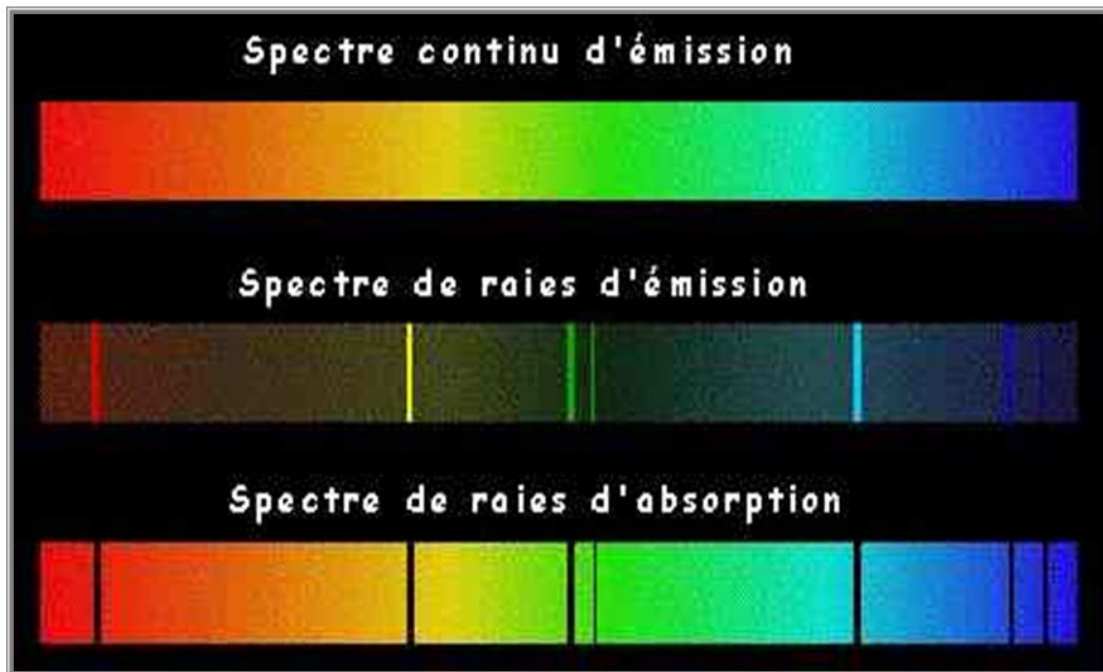 Spectre continu d'émission
Spectre de raies d'émission
Spectre de raies d'absorption